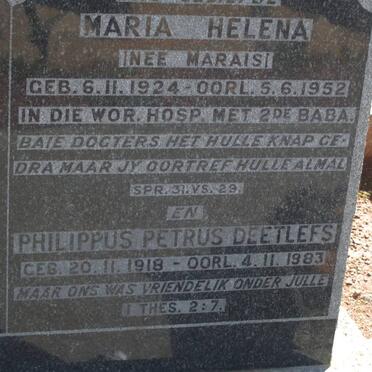 MARIA HELENA
(NEE MARAIS)
GEB. 6.11.1924 - OORL. 5.6.1952
IN DIE WOR. HOSP. MET 2DE BABA.
BAIE DOGTERS HET HULLE KNAP GE-
DRA MAAR JY OORTREF HULLE ALMAL
SPR. 31. VS. 29.
EN
PHILIPPUS PETRUS DEETLEFS
GEB. 20.11.1918 - OORL. 4.11.1983
MAAR ONS WAS VRIENDELIK ONDER JULLE
1 THES. 2:7.